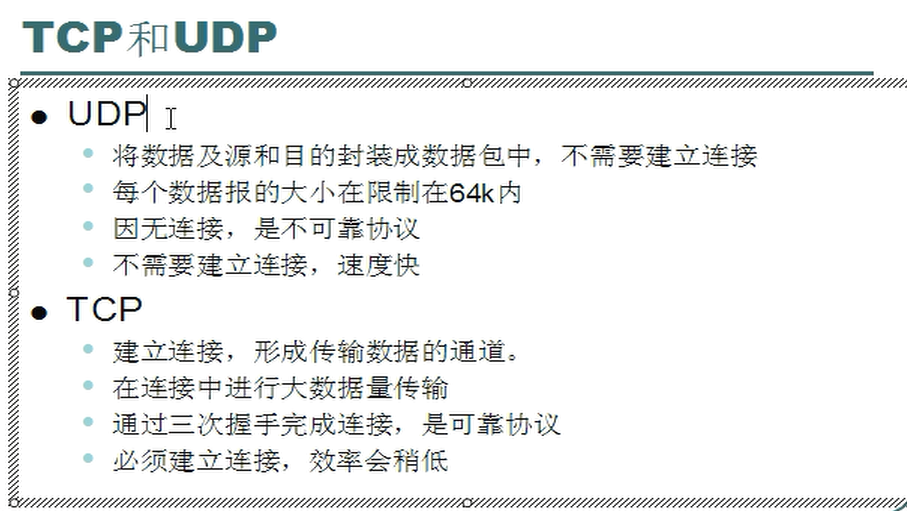 TCP和UDP
UDP
将数据及源和目的封装成数据包中，不需要建立连接
每个数据报的大小在限制在64k内
因无连接，是不可靠协议
不需要建立连接，速度快
TCP
建立连接，形成传输数据的通道。
在连接中进行大数据量传输
通过三次握手完成连接，是可靠协议
必须建立连接，效率会稍低